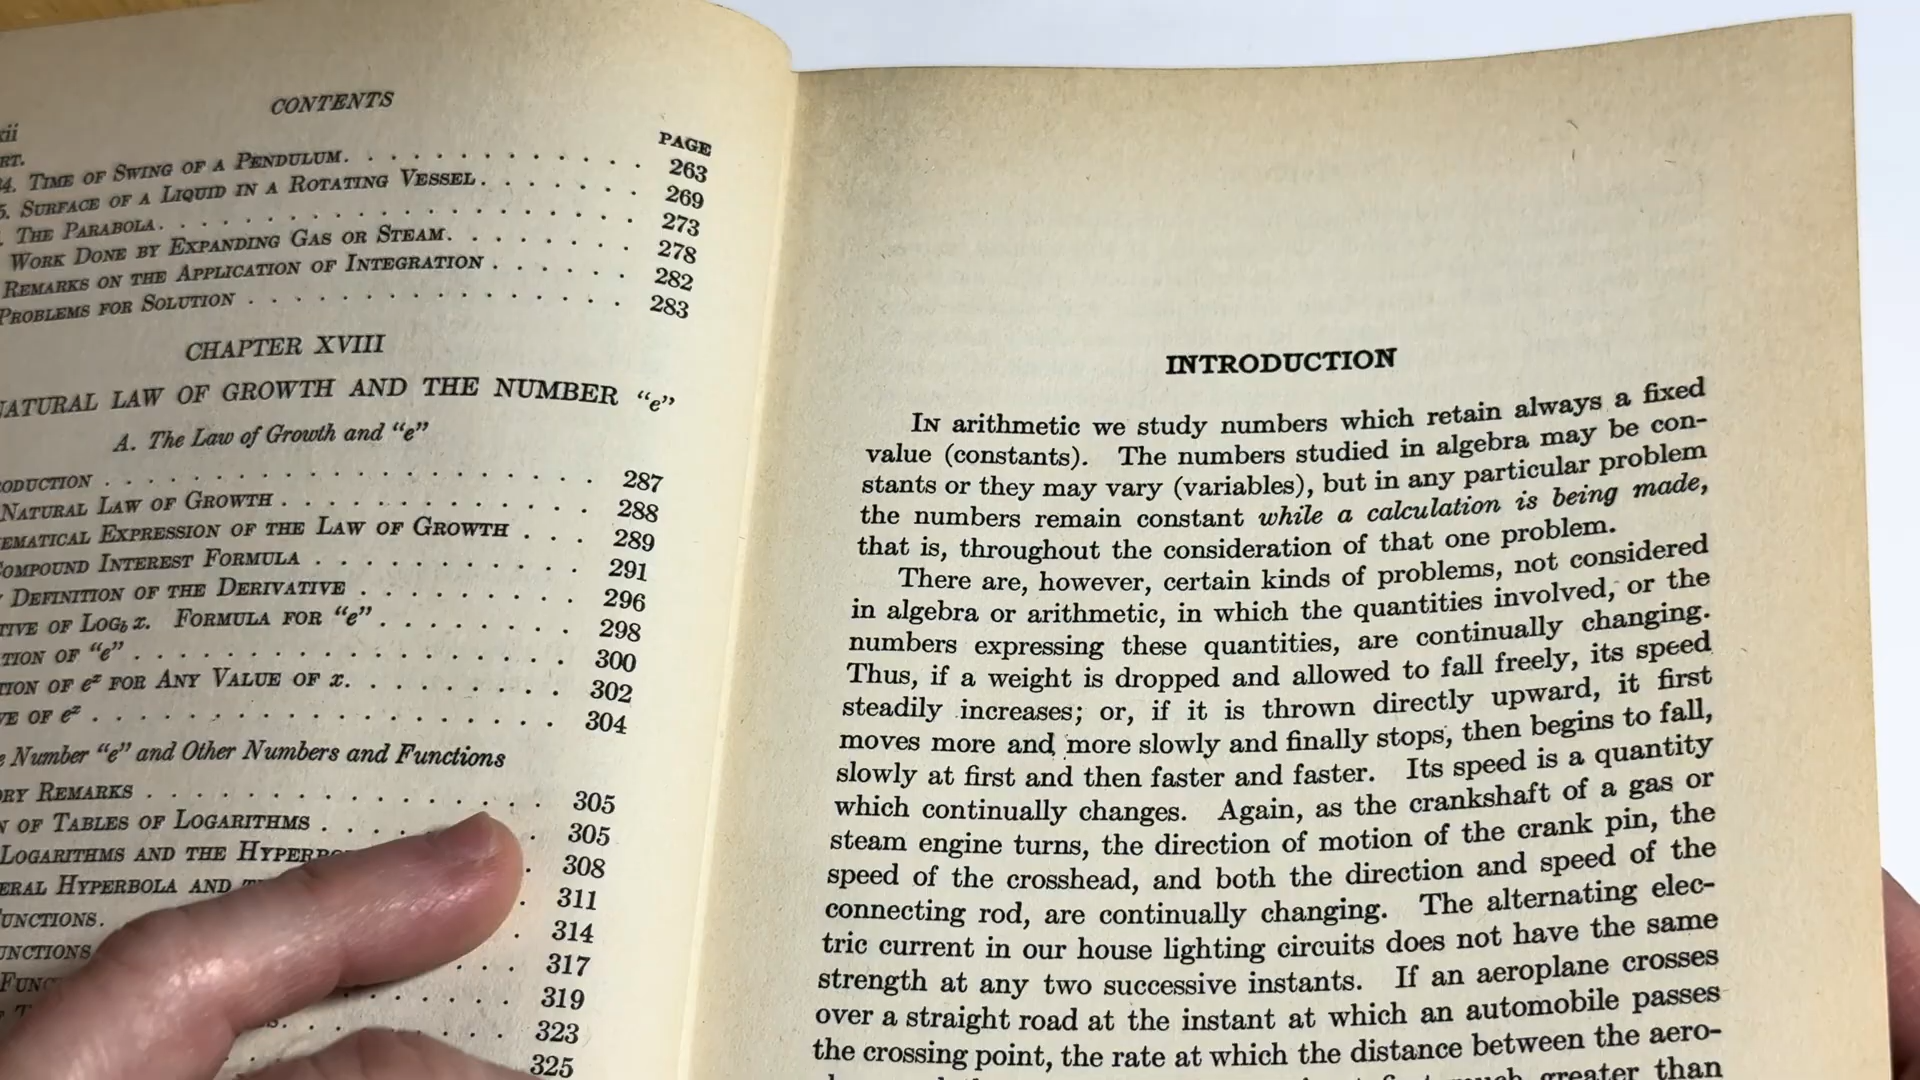 CONTENTS
xii
PAGE
TIME OF SWING OF A PENDULUM. . . . . . . . . . . . 263
SURFACE OF A LIQUID IN A ROTATING VESSEL . . . . . . . 269
THE PARABOLA. . . . . . . . . . . . . . . . . . 273
WORK DONE BY EXPANDING GAS OR STEAM. . . . . . . . 278
REMARKS ON THE APPLICATION OF INTEGRATION . . . . . . 282
PROBLEMS FOR SOLUTION . . . . . . . . . . . . . . . 283
CHAPTER XVIII
NATURAL LAW OF GROWTH AND THE NUMBER “e”
A. The Law of Growth and “e”
. . . . . . . . . . . . . . . . . . 287
NATURAL LAW OF GROWTH . . . . . . . . . . . . . 288
EXPRESSION OF THE LAW OF GROWTH . . . 289
COMPOUND INTEREST FORMULA . . . . . . . . . . . 291
DEFINITION OF THE DERIVATIVE . . . . . . . . . 296
OF LOG_b x. FORMULA FOR “e” . . . . . . . . 298
OF “e” . . . . . . . . . . . . . . . . . 300
OF eˣ FOR ANY VALUE OF x. . . . . . . . . 302
OF eˣ . . . . . . . . . . . . . . . . . . 304
Number “e” and Other Numbers and Functions
REMARKS . . . . . . . . . . . . . . . . 305
OF TABLES OF LOGARITHMS . . . . . . 305
LOGARITHMS AND THE . 308
HYPERBOLA AND . 311
FUNCTIONS. . 314
. . 317
. . . . . . 319
. . . . . . . 323
325
INTRODUCTION
IN arithmetic we study numbers which retain always a fixed
value (constants). The numbers studied in algebra may be con-
stants or they may vary (variables), but in any particular problem
the numbers remain constant while a calculation is being made,
that is, throughout the consideration of that one problem.
There are, however, certain kinds of problems, not considered
in algebra or arithmetic, in which the quantities involved, or the
numbers expressing these quantities, are continually changing.
Thus, if a weight is dropped and allowed to fall freely, its speed
steadily increases; or, if it is thrown directly upward, it first
moves more and more slowly and finally stops, then begins to fall,
slowly at first and then faster and faster. Its speed is a quantity
which continually changes. Again, as the crankshaft of a gas or
steam engine turns, the direction of motion of the crank pin, the
speed of the crosshead, and both the direction and speed of the
connecting rod, are continually changing. The alternating elec-
tric current in our house lighting circuits does not have the same
strength at any two successive instants. If an aeroplane crosses
over a straight road at the instant at which an automobile passes
the crossing point, the rate at which the distance between the aero-
greater than